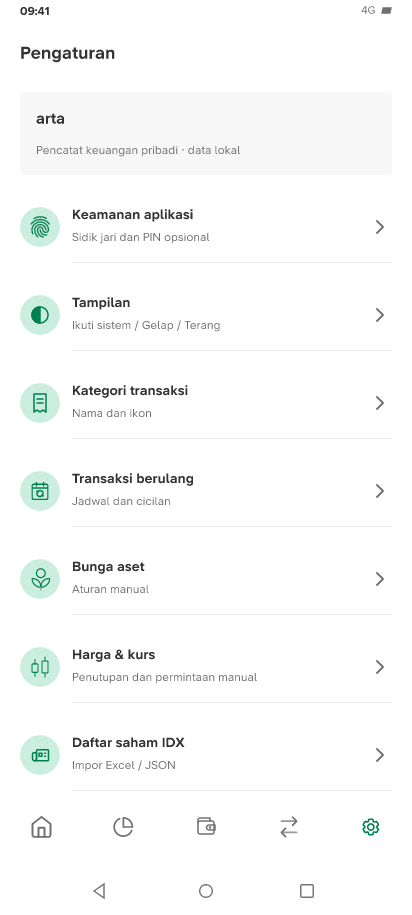 09:41
4G
Pengaturan
arta
Pencatat keuangan pribadi · data lokal
Keamanan aplikasi
Sidik jari dan PIN opsional
Tampilan
Ikuti sistem / Gelap / Terang
Kategori transaksi
Nama dan ikon
Transaksi berulang
Jadwal dan cicilan
Bunga aset
Aturan manual
Harga & kurs
Penutupan dan permintaan manual
Daftar saham IDX
Impor Excel / JSON